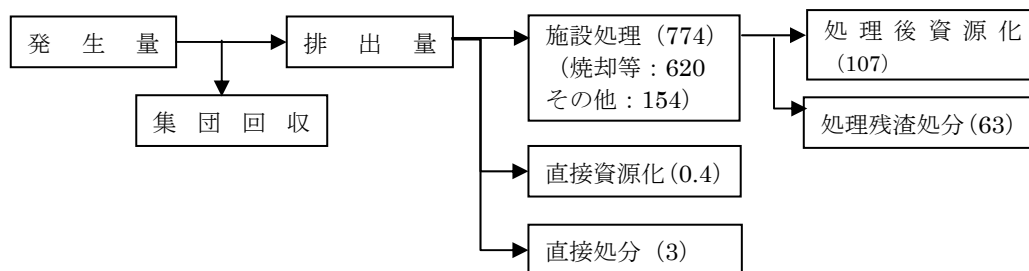 発生量
排出量
集団回収
施設処理（774）
（焼却等：620
その他：154）
処理後資源化
(107)
処理残渣処分（63）
直接資源化（0.4）
直接処分（3）